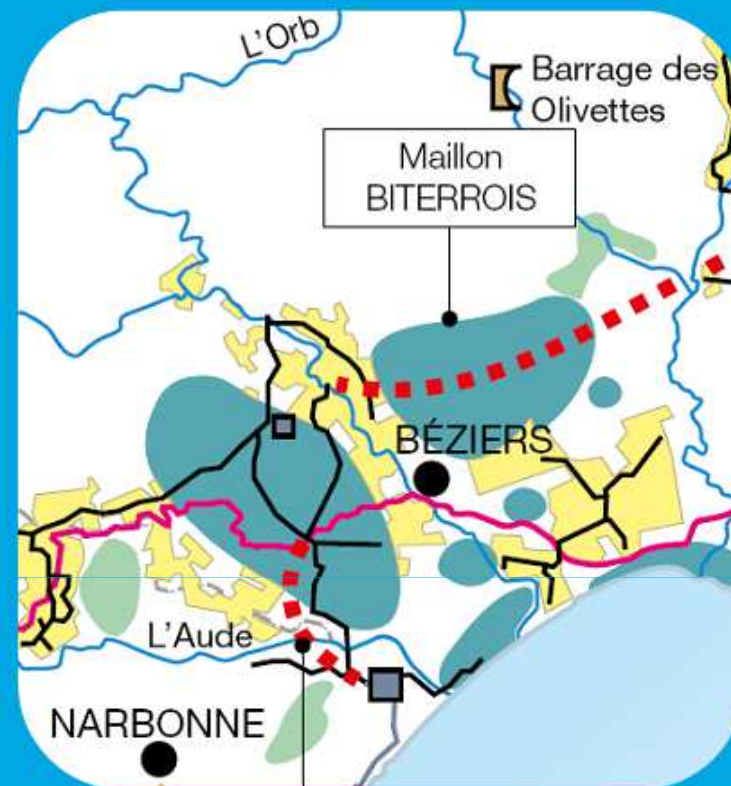 L'Orb
Barrage des
Olivettes
Maillon
BITERROIS
BÉZIERS
L'Aude
NARBONNE